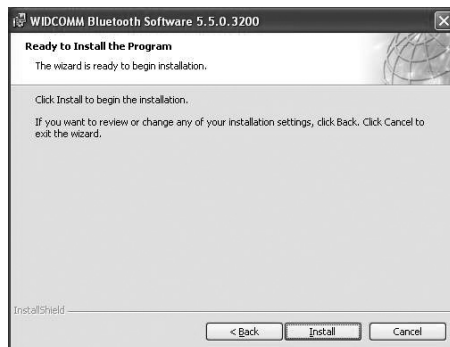 WIDCOMM Bluetooth Software 5.5.0.3200
Ready to Install the Program
The wizard is ready to begin installation.
Click Install to begin the installation.
If you want to review or change any of your installation settings, click Back. Click Cancel to
exit the wizard.
InstallShield
< Back Install Cancel